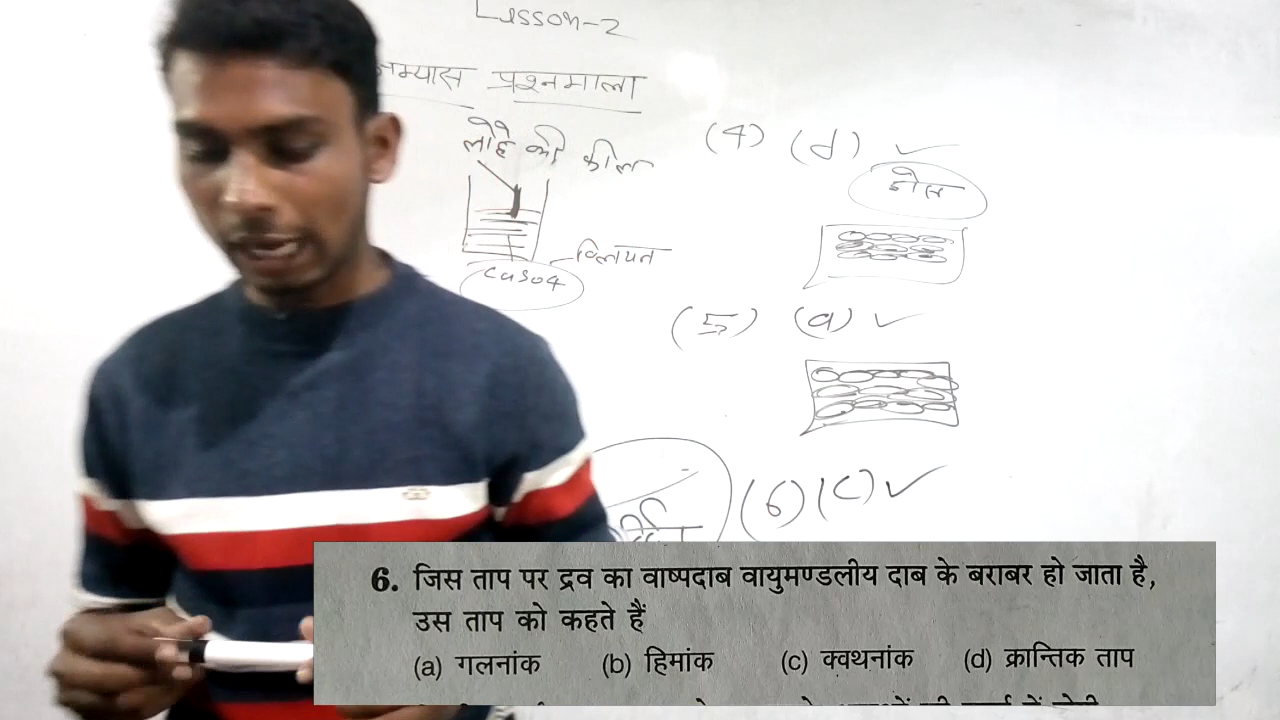 Lesson-2
प्रश्नमाला
लोहे की कील
(4) (d) ✓
ठोस
विलयन
CuSO4
(5) (a) ✓
(6) (c) ✓
6. जिस ताप पर द्रव का वाष्पदाब वायुमण्डलीय दाब के बराबर हो जाता है,
उस ताप को कहते हैं
(a) गलनांक (b) हिमांक (c) क्वथनांक (d) क्रान्तिक ताप